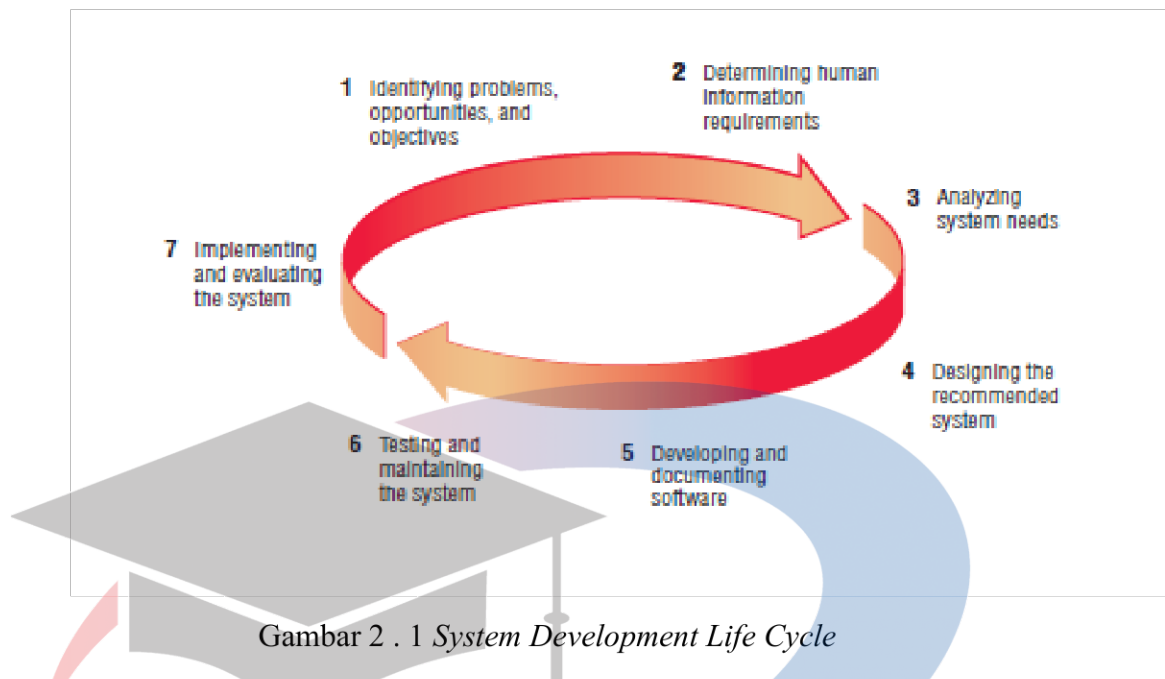 1 Identifying problems,
opportunities, and
objectives
2 Determining human
information
requirements
3 Analyzing
system needs
4 Designing the
recommended
system
5 Developing and
documenting
software
6 Testing and
maintaining
the system
7 Implementing
and evaluating
the system
Gambar 2 . 1 System Development Life Cycle